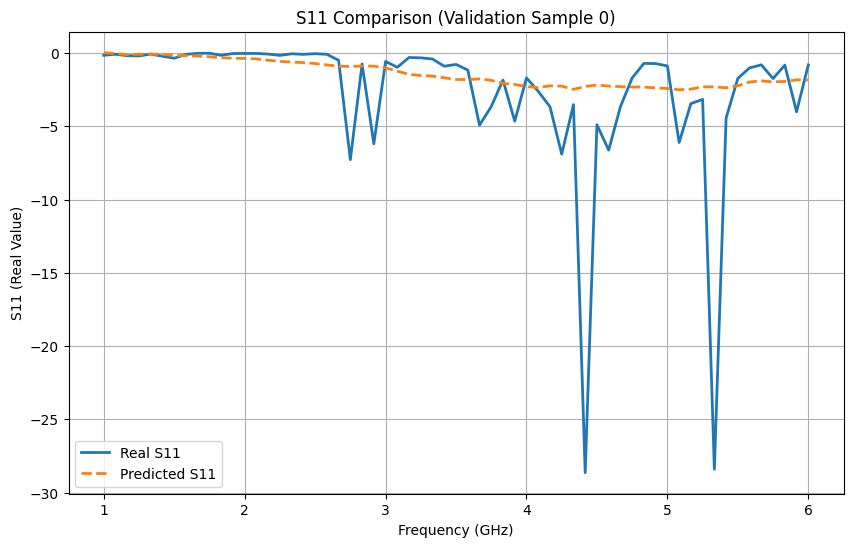 S11 Comparison (Validation Sample 0)
S11 (Real Value)
0
−5
−10
−15
−20
−25
−30
Real S11
Predicted S11
1
2
3
4
5
6
Frequency (GHz)